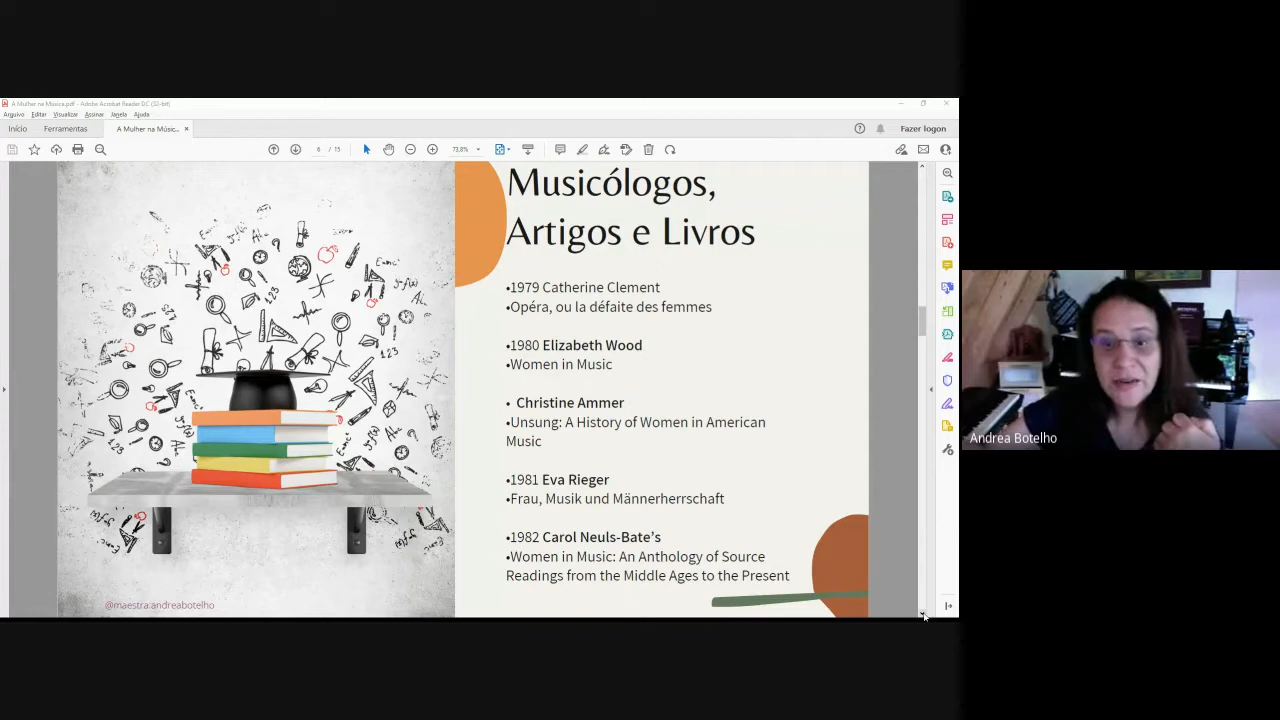 A Mulher na Música.pdf - Adobe Acrobat Reader DC (32-bit)
Arquivo Editar Visualizar Assinar Janela Ajuda
Início Ferramentas A Mulher na Músic... × Fazer logon
6 / 15 73,8%
Musicólogos,
Artigos e Livros
•1979 Catherine Clement
•Opéra, ou la défaite des femmes
•1980 Elizabeth Wood
•Women in Music
• Christine Ammer
•Unsung: A History of Women in American
Music
•1981 Eva Rieger
•Frau, Musik und Männerherrschaft
•1982 Carol Neuls-Bate's
•Women in Music: An Anthology of Source
Readings from the Middle Ages to the Present
@maestra.andreabotelho
Andrea Botelho